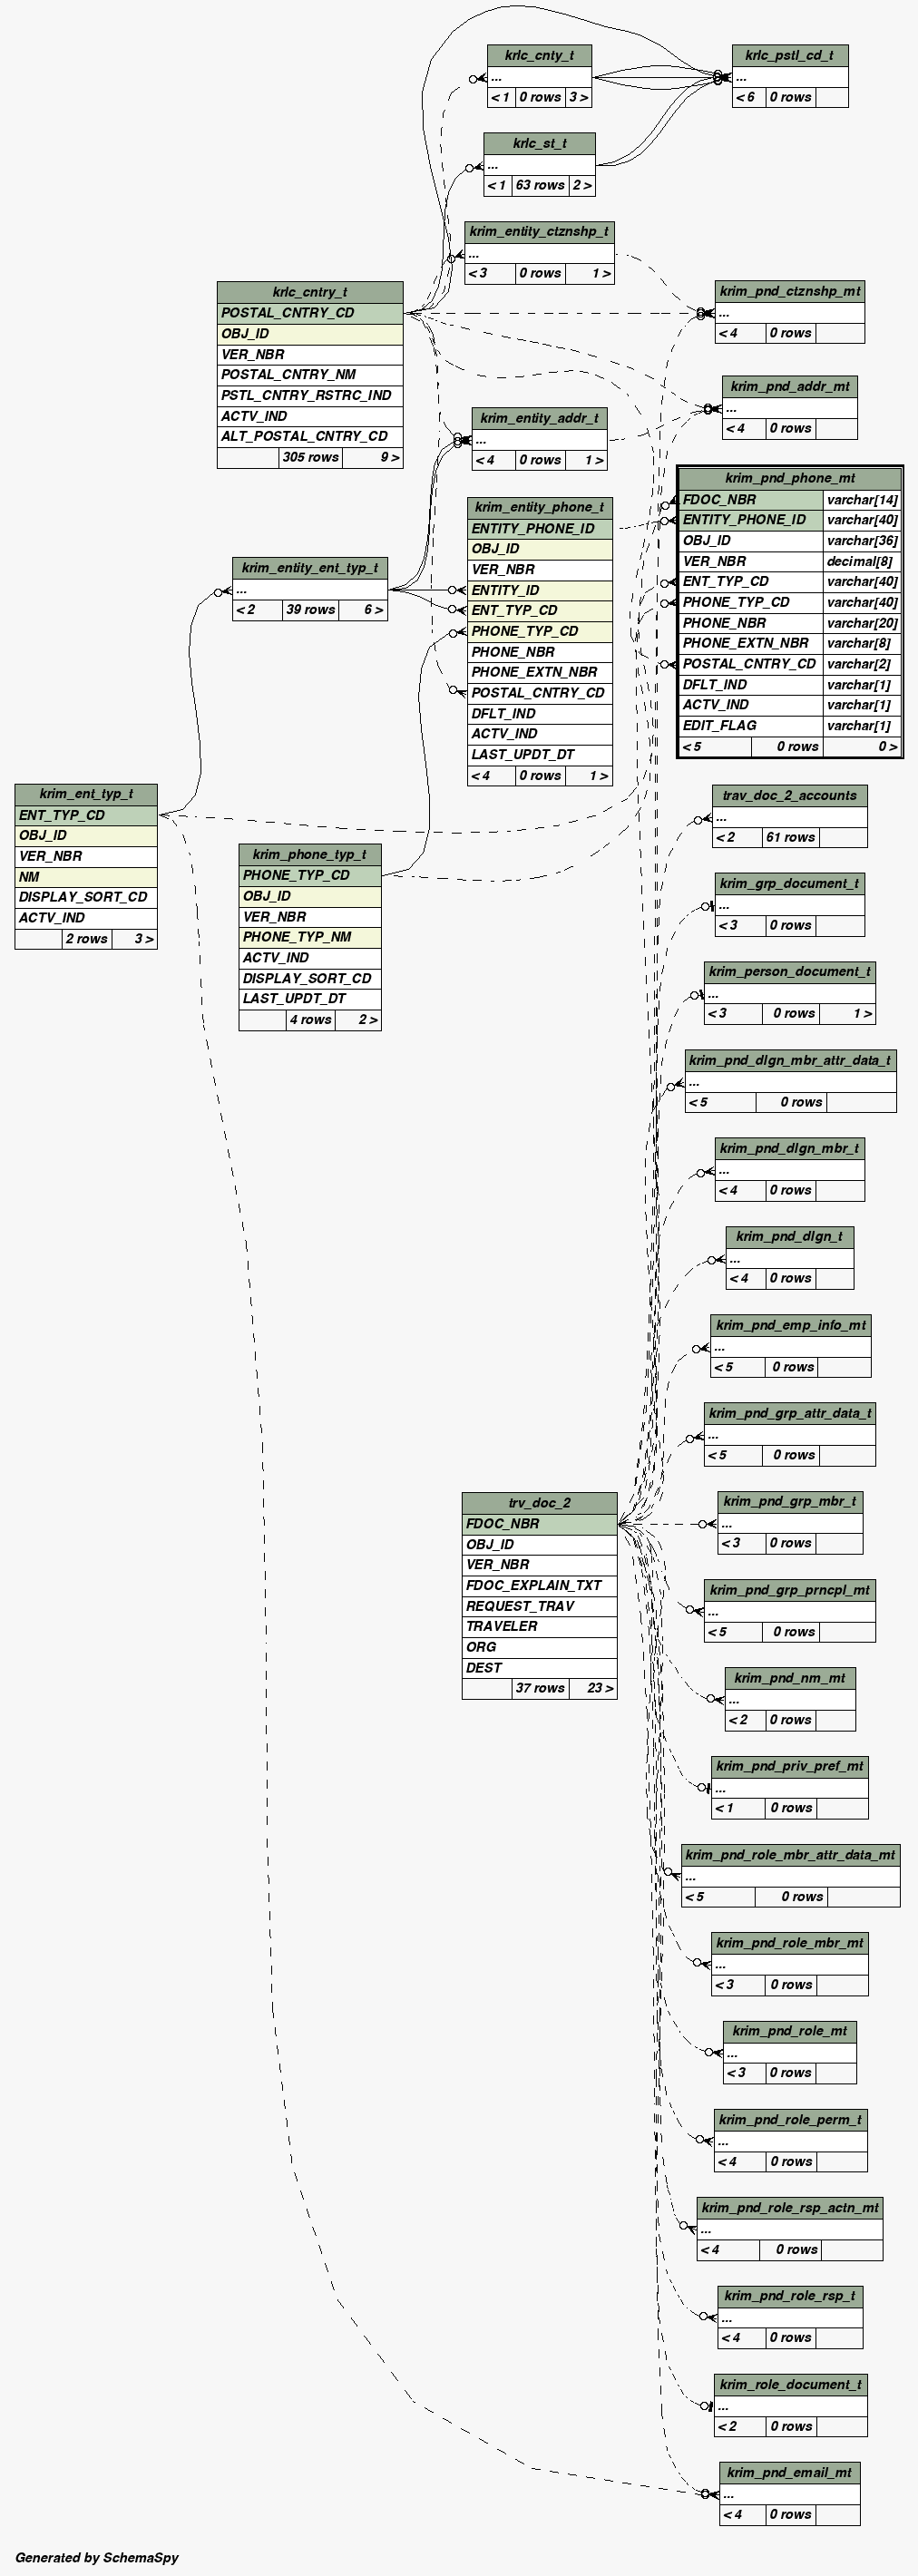 krlc_cnty_t
...
< 1 0 rows 3 >
krlc_pstl_cd_t
...
< 6 0 rows
krlc_st_t
...
< 1 63 rows 2 >
krim_entity_ctznshp_t
...
< 3 0 rows 1 >
krlc_cntry_t
POSTAL_CNTRY_CD
OBJ_ID
VER_NBR
POSTAL_CNTRY_NM
PSTL_CNTRY_RSTRC_IND
ACTV_IND
ALT_POSTAL_CNTRY_CD
305 rows 9 >
krim_pnd_ctznshp_mt
...
< 4 0 rows
krim_pnd_addr_mt
...
< 4 0 rows
krim_entity_addr_t
...
< 4 0 rows 1 >
krim_pnd_phone_mt
FDOC_NBR varchar[14]
ENTITY_PHONE_ID varchar[40]
OBJ_ID varchar[36]
VER_NBR decimal[8]
ENT_TYP_CD varchar[40]
PHONE_TYP_CD varchar[40]
PHONE_NBR varchar[20]
PHONE_EXTN_NBR varchar[8]
POSTAL_CNTRY_CD varchar[2]
DFLT_IND varchar[1]
ACTV_IND varchar[1]
EDIT_FLAG varchar[1]
< 5 0 rows 0 >
krim_entity_phone_t
ENTITY_PHONE_ID
OBJ_ID
VER_NBR
ENTITY_ID
ENT_TYP_CD
PHONE_TYP_CD
PHONE_NBR
PHONE_EXTN_NBR
POSTAL_CNTRY_CD
DFLT_IND
ACTV_IND
LAST_UPDT_DT
< 4 0 rows 1 >
krim_entity_ent_typ_t
...
< 2 39 rows 6 >
krim_ent_typ_t
ENT_TYP_CD
OBJ_ID
VER_NBR
NM
DISPLAY_SORT_CD
ACTV_IND
2 rows 3 >
krim_phone_typ_t
PHONE_TYP_CD
OBJ_ID
VER_NBR
PHONE_TYP_NM
ACTV_IND
DISPLAY_SORT_CD
LAST_UPDT_DT
4 rows 2 >
trav_doc_2_accounts
...
< 2 61 rows
krim_grp_document_t
...
< 3 0 rows
krim_person_document_t
...
< 3 0 rows 1 >
krim_pnd_dlgn_mbr_attr_data_t
...
< 5 0 rows
krim_pnd_dlgn_mbr_t
...
< 4 0 rows
krim_pnd_dlgn_t
...
< 4 0 rows
krim_pnd_emp_info_mt
...
< 5 0 rows
krim_pnd_grp_attr_data_t
...
< 5 0 rows
trv_doc_2
FDOC_NBR
OBJ_ID
VER_NBR
FDOC_EXPLAIN_TXT
REQUEST_TRAV
TRAVELER
ORG
DEST
37 rows 23 >
krim_pnd_grp_mbr_t
...
< 3 0 rows
krim_pnd_grp_prncpl_mt
...
< 5 0 rows
krim_pnd_nm_mt
...
< 2 0 rows
krim_pnd_priv_pref_mt
...
< 1 0 rows
krim_pnd_role_mbr_attr_data_mt
...
< 5 0 rows
krim_pnd_role_mbr_mt
...
< 3 0 rows
krim_pnd_role_mt
...
< 3 0 rows
krim_pnd_role_perm_t
...
< 4 0 rows
krim_pnd_role_rsp_actn_mt
...
< 4 0 rows
krim_pnd_role_rsp_t
...
< 4 0 rows
krim_role_document_t
...
< 2 0 rows
krim_pnd_email_mt
...
< 4 0 rows
Generated by SchemaSpy